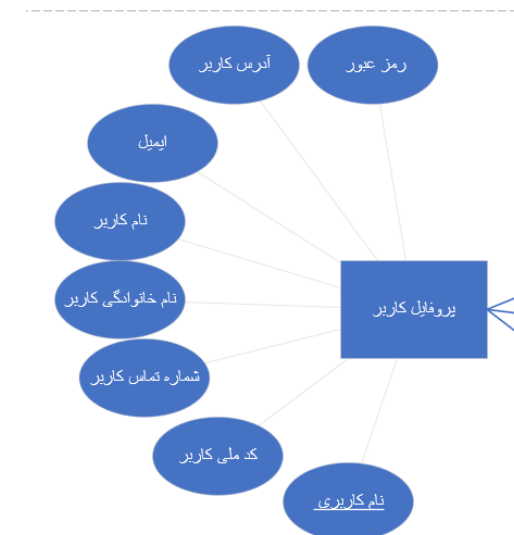 رمز عبور
آدرس کاربر
ایمیل
نام کاربر
نام خانوادگی کاربر
شماره تماس کاربر
کد ملی کاربر
نام کاربری
پروفایل کاربر